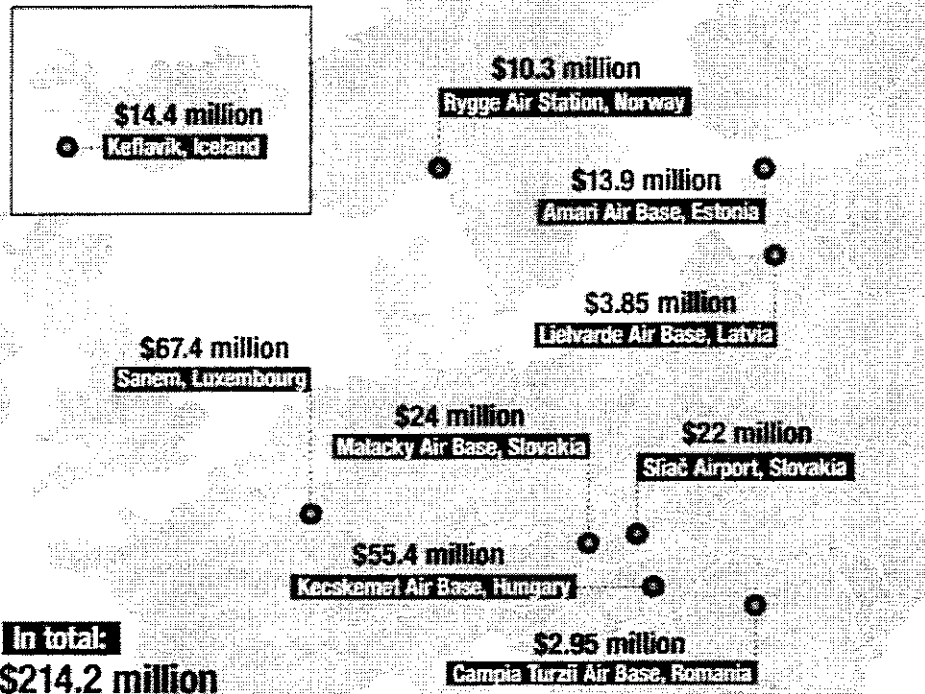 $14.4 million
Keflavik, Iceland
$10.3 million
Rygge Air Station, Norway
$13.9 million
Amari Air Base, Estonia
$3.85 million
Lielvarde Air Base, Latvia
$67.4 million
Sanem, Luxembourg
$24 million
Malacky Air Base, Slovakia
$22 million
Sliač Airport, Slovakia
$55.4 million
Kecskemet Air Base, Hungary
$2.95 million
Campia Turzii Air Base, Romania
In total:
$214.2 million